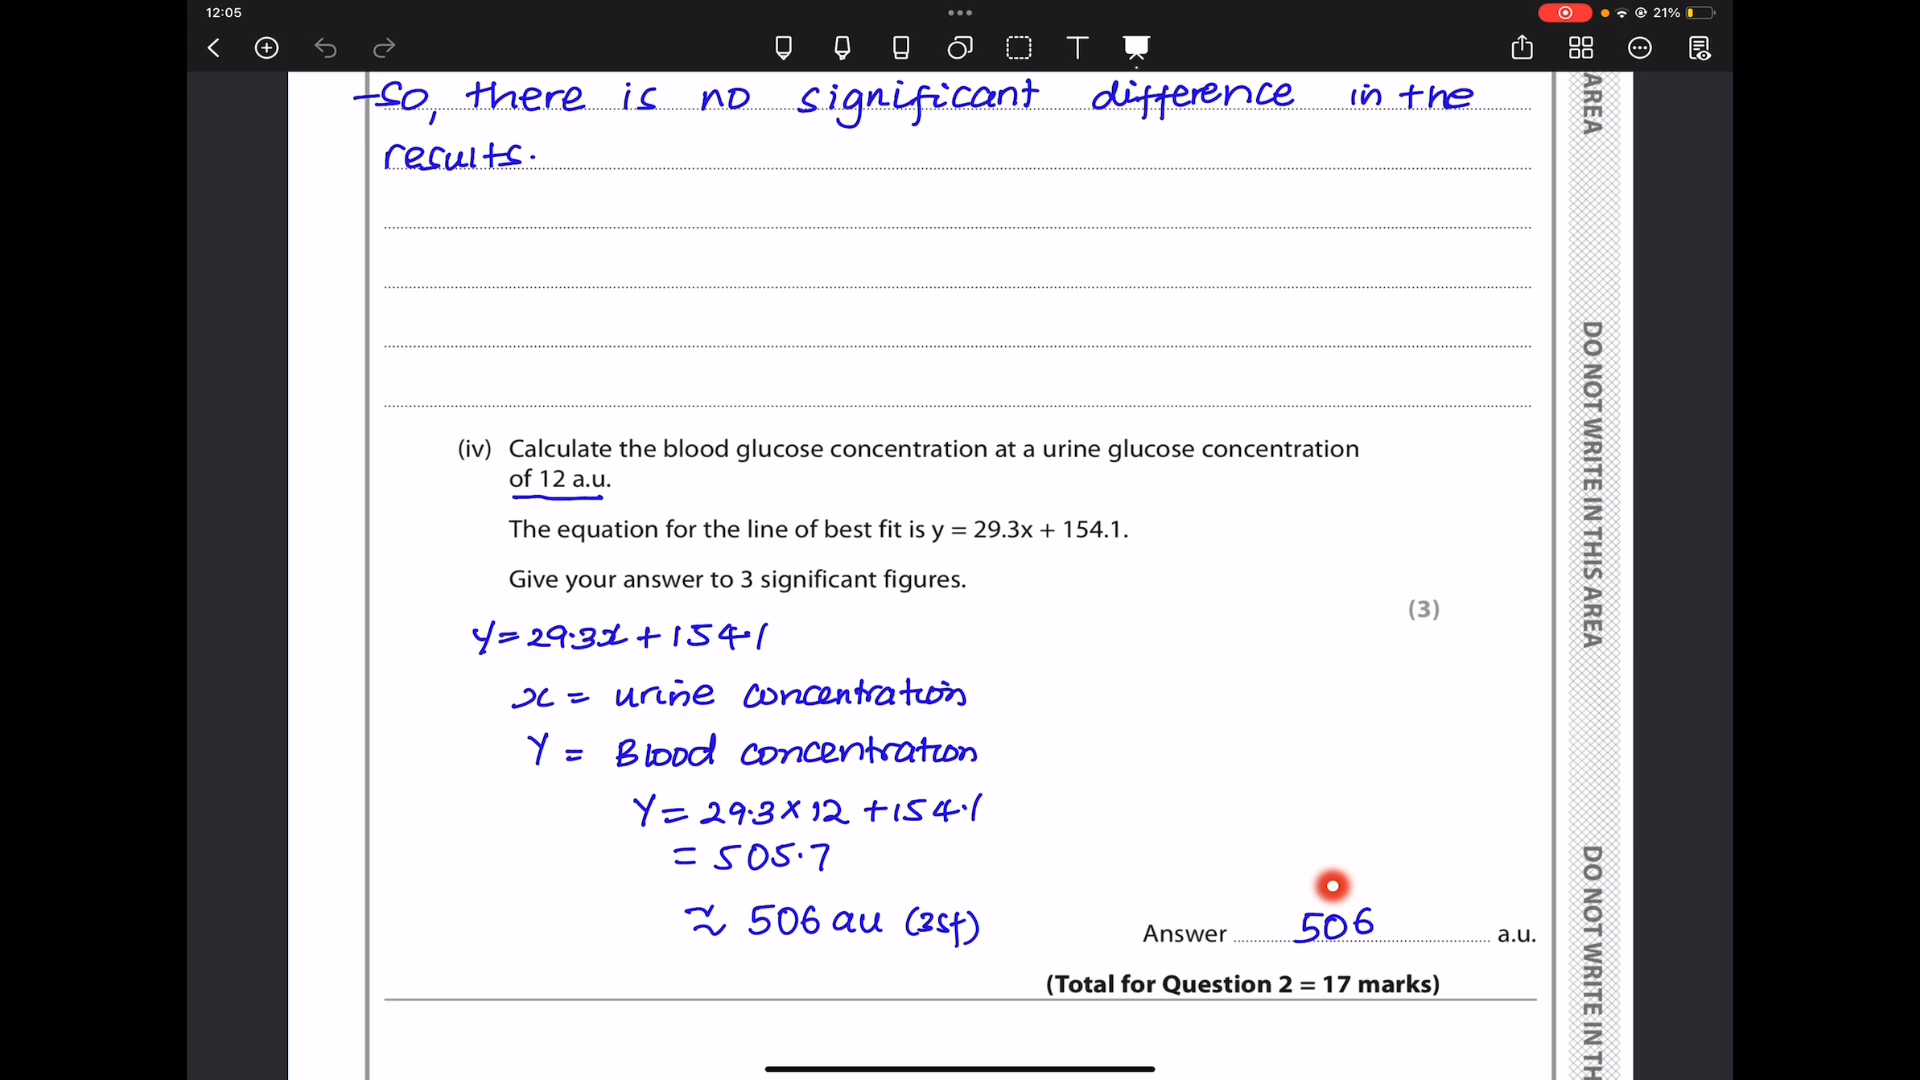 12:05
21%
AREA
-So, there is no significant difference in the
results.
(iv) Calculate the blood glucose concentration at a urine glucose concentration
of 12 a.u.
The equation for the line of best fit is y = 29.3x + 154.1.
Give your answer to 3 significant figures.
(3)
DO NOT WRITE IN THIS AREA
y = 29.3x + 154.1
x = urine concentration
Y = Blood concentration
Y = 29.3 x 12 + 154.1
= 505.7
≈ 506 au (3sf)
Answer 506 a.u.
(Total for Question 2 = 17 marks)
DO NOT WRITE IN TH